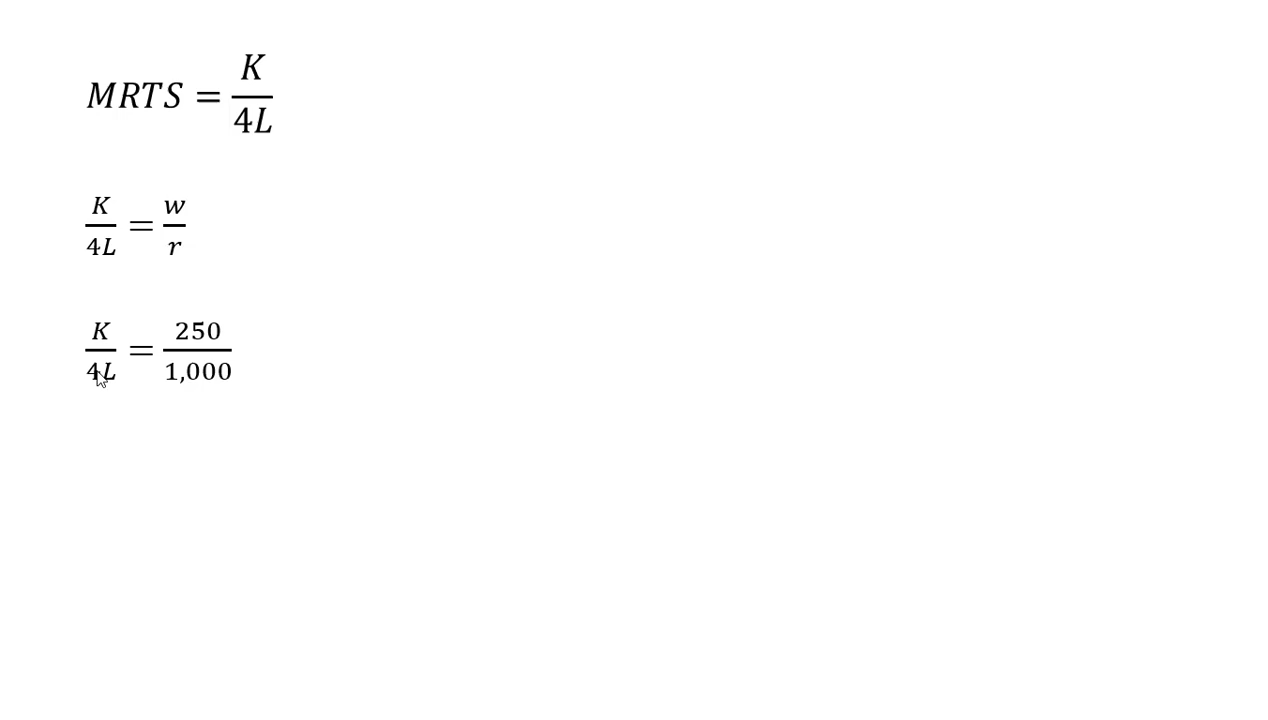 MRTS = K/4L
K/4L = w/r
K/4L = 250/1,000